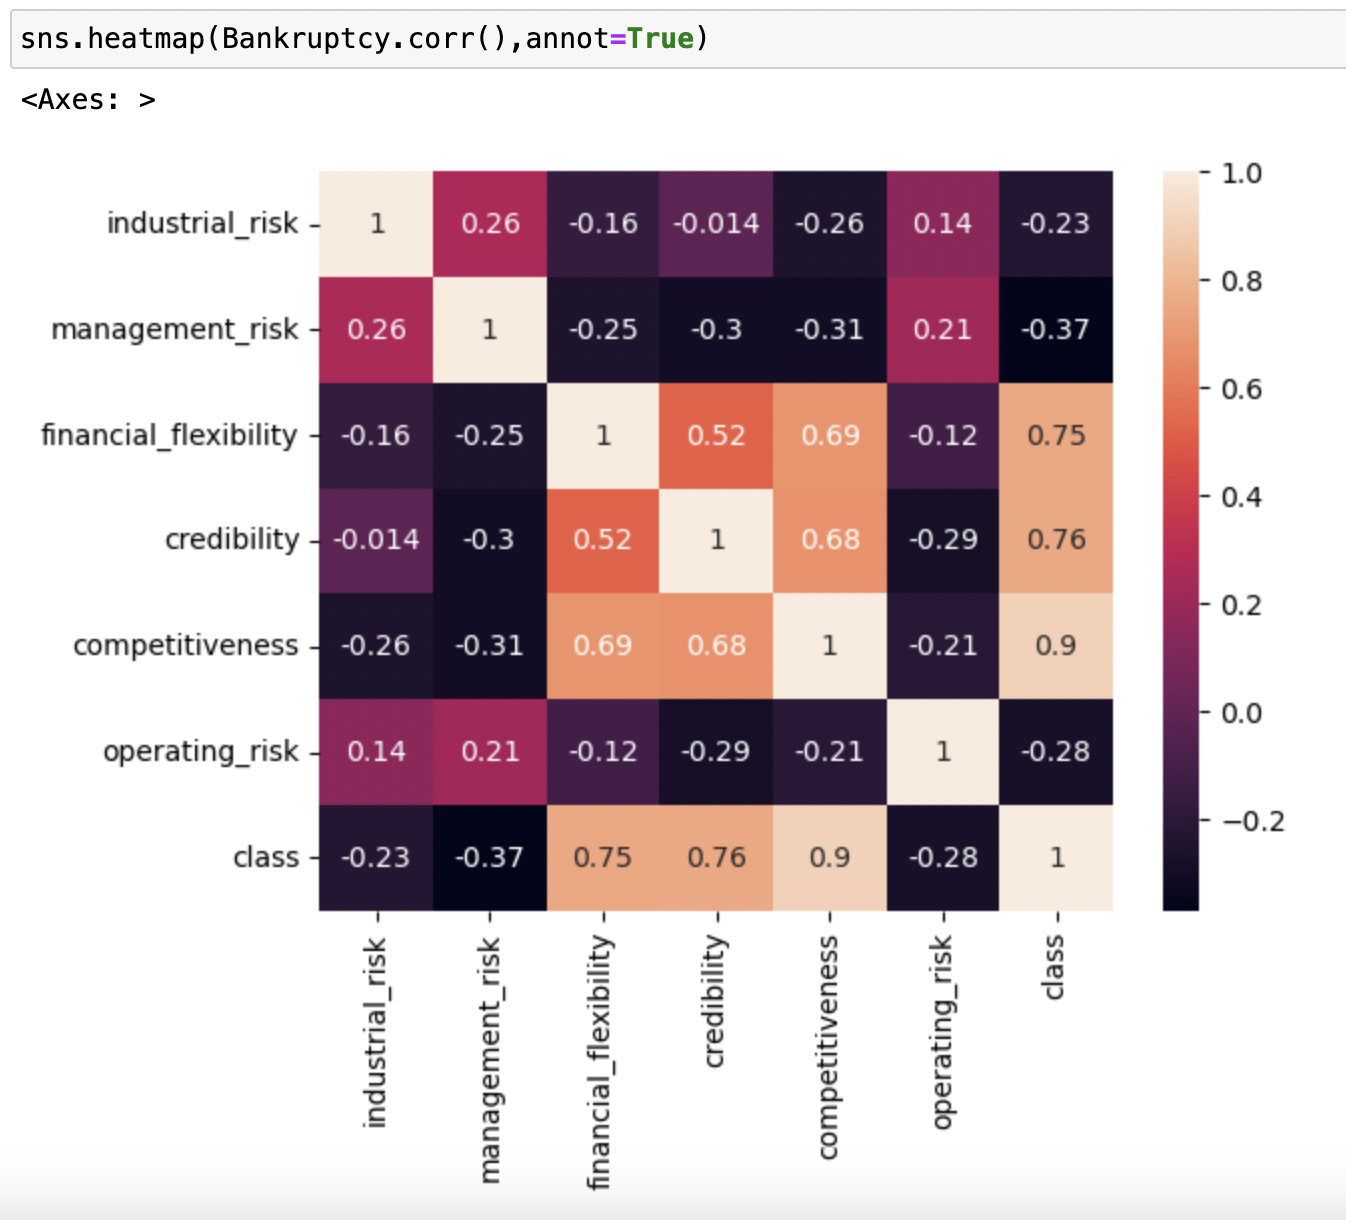 sns.heatmap(Bankruptcy.corr(),annot=True)
<Axes: >
industrial_risk 1 0.26 -0.16 -0.014 -0.26 0.14 -0.23
management_risk 0.26 1 -0.25 -0.3 -0.31 0.21 -0.37
financial_flexibility -0.16 -0.25 1 0.52 0.69 -0.12 0.75
credibility -0.014 -0.3 0.52 1 0.68 -0.29 0.76
competitiveness -0.26 -0.31 0.69 0.68 1 -0.21 0.9
operating_risk 0.14 0.21 -0.12 -0.29 -0.21 1 -0.28
class -0.23 -0.37 0.75 0.76 0.9 -0.28 1
industrial_risk
management_risk
financial_flexibility
credibility
competitiveness
operating_risk
class
1.0
0.8
0.6
0.4
0.2
0.0
−0.2